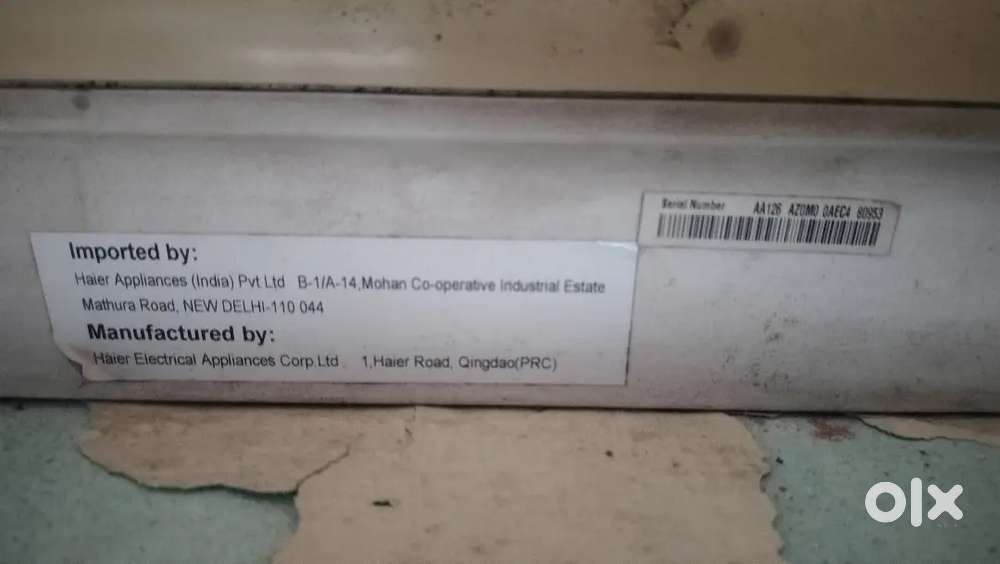 Serial Number AA126 AZ0M0 0AEC4 80953
Imported by:
Haier Appliances (India) Pvt Ltd B-1/A-14,Mohan Co-operative Industrial Estate
Mathura Road, NEW DELHI-110 044
Manufactured by:
Haier Electrical Appliances Corp.Ltd 1,Haier Road, Qingdao(PRC)
olx